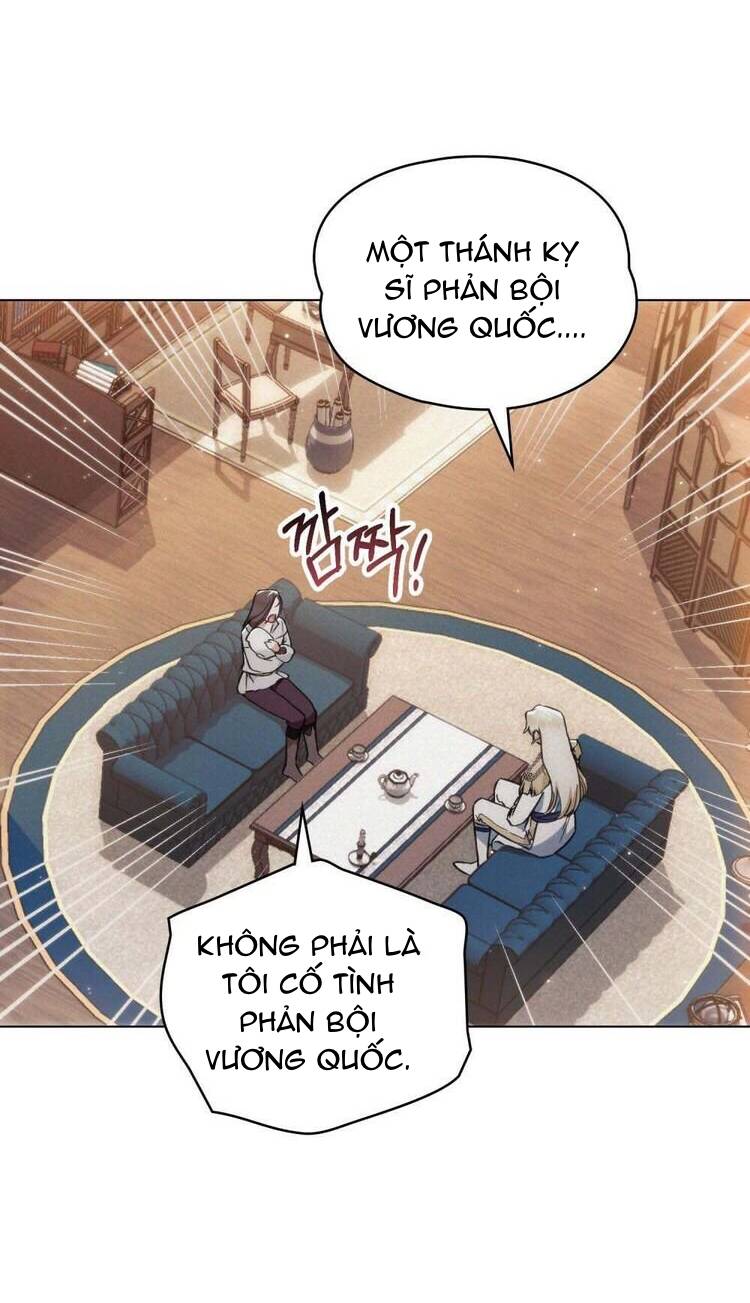 MỘT THÁNH KỴ
SĨ PHẢN BỘI
VƯƠNG QUỐC....
깜짝!
KHÔNG PHẢI LÀ
TÔI CỐ TÌNH
PHẢN BỘI
VƯƠNG QUỐC.